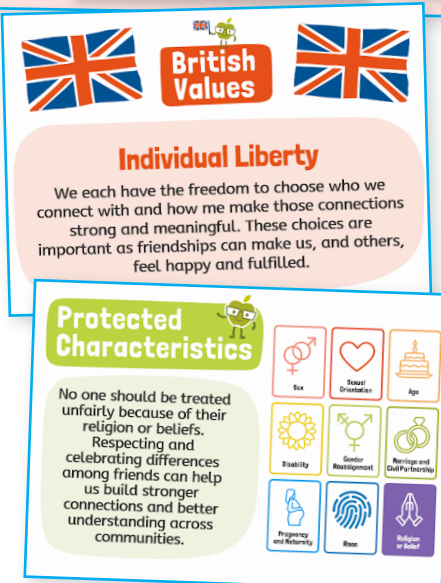 British
Values
Individual Liberty
We each have the freedom to choose who we
connect with and how me make those connections
strong and meaningful. These choices are
important as friendships can make us, and others,
feel happy and fulfilled.
Protected
Characteristics
No one should be treated
unfairly because of their
religion or beliefs.
Respecting and
celebrating differences
among friends can help
us build stronger
connections and better
understanding across
communities.
Sex
Sexual
Orientation
Age
Disability
Gender
Reassignment
Marriage and
Civil Partnership
Pregnancy
and Maternity
Race
Religion
or Belief